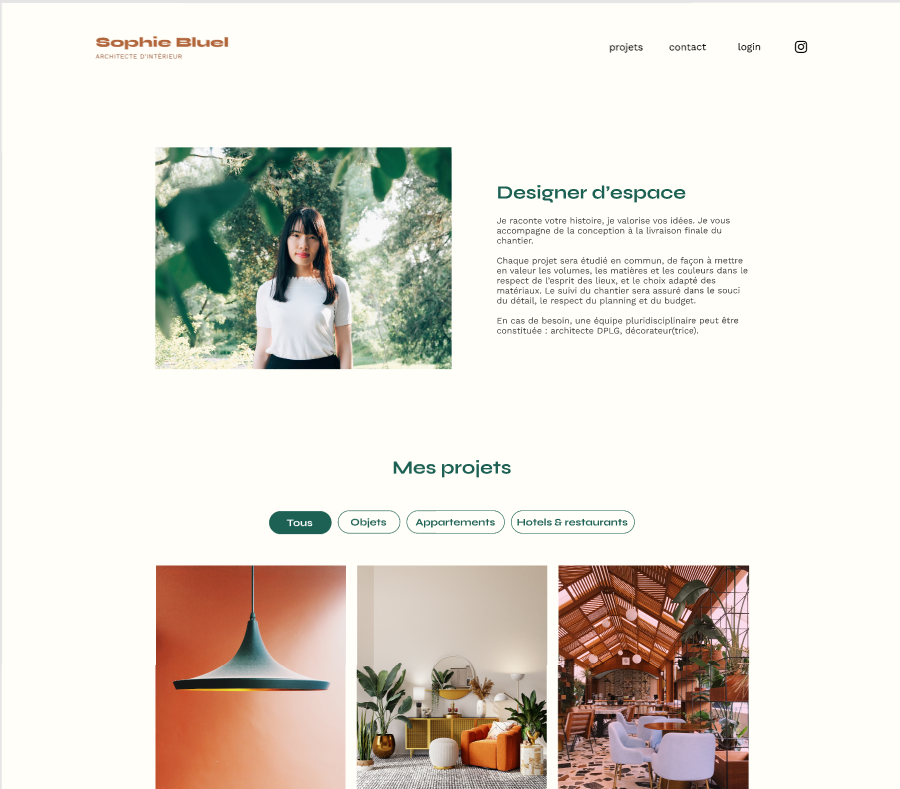 Sophie Bluel
ARCHITECTE D'INTÉRIEUR
projets contact login
Designer d'espace
Je raconte votre histoire, je valorise vos idées. Je vous
accompagne de la conception à la livraison finale du
chantier.
Chaque projet sera étudié en commun, de façon à mettre
en valeur les volumes, les matières et les couleurs dans le
respect de l'esprit des lieux, et le choix adapté des
matériaux. Le suivi du chantier sera assuré dans le souci
du détail, le respect du planning et du budget.
En cas de besoin, une équipe pluridisciplinaire peut être
constituée : architecte DPLG, décorateur(trice).
Mes projets
Tous Objets Appartements Hotels & restaurants